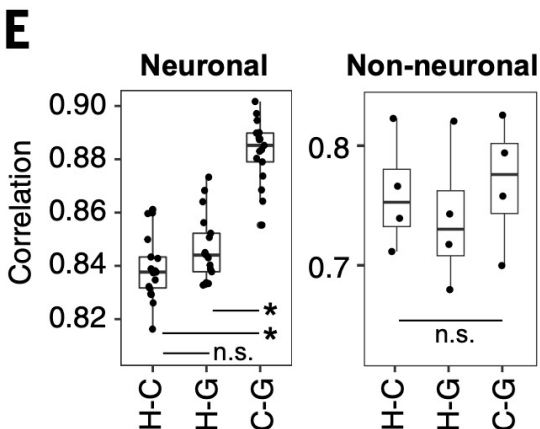 E
Neuronal
Non-neuronal
Correlation
0.90
0.88
0.86
0.84
0.82
*
*
n.s.
H-C
H-G
C-G
0.8
0.7
n.s.
H-C
H-G
C-G